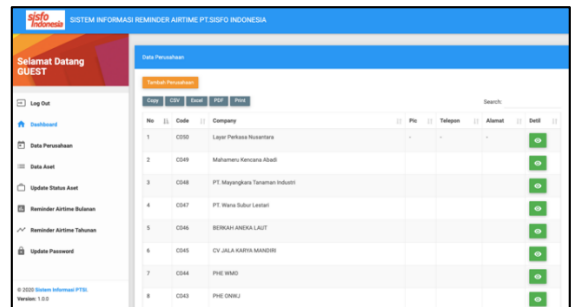 sisfo
indonesia
SISTEM INFORMASI REMINDER AIRTIME PT.SISFO INDONESIA
Selamat Datang
GUEST
Log Out
Dashboard
Data Perusahaan
Data Aset
Update Status Aset
Reminder Airtime Bulanan
Reminder Airtime Tahunan
Update Password
© 2020 Sistem Informasi PTSI.
Version: 1.0.0
Data Perusahaan
Tambah Perusahaan
Copy CSV Excel PDF Print
Search:
No Code Company Pic Telepon Alamat Detil
1 C050 Layar Perkasa Nusantara - - -
2 C049 Mahameru Kencana Abadi
3 C048 PT. Mayangkara Tanaman Industri
4 C047 PT. Wana Subur Lestari
5 C046 BERKAH ANEKA LAUT
6 C045 CV JALA KARYA MANDIRI
7 C044 PHE WMO
8 C043 PHE ONWJ